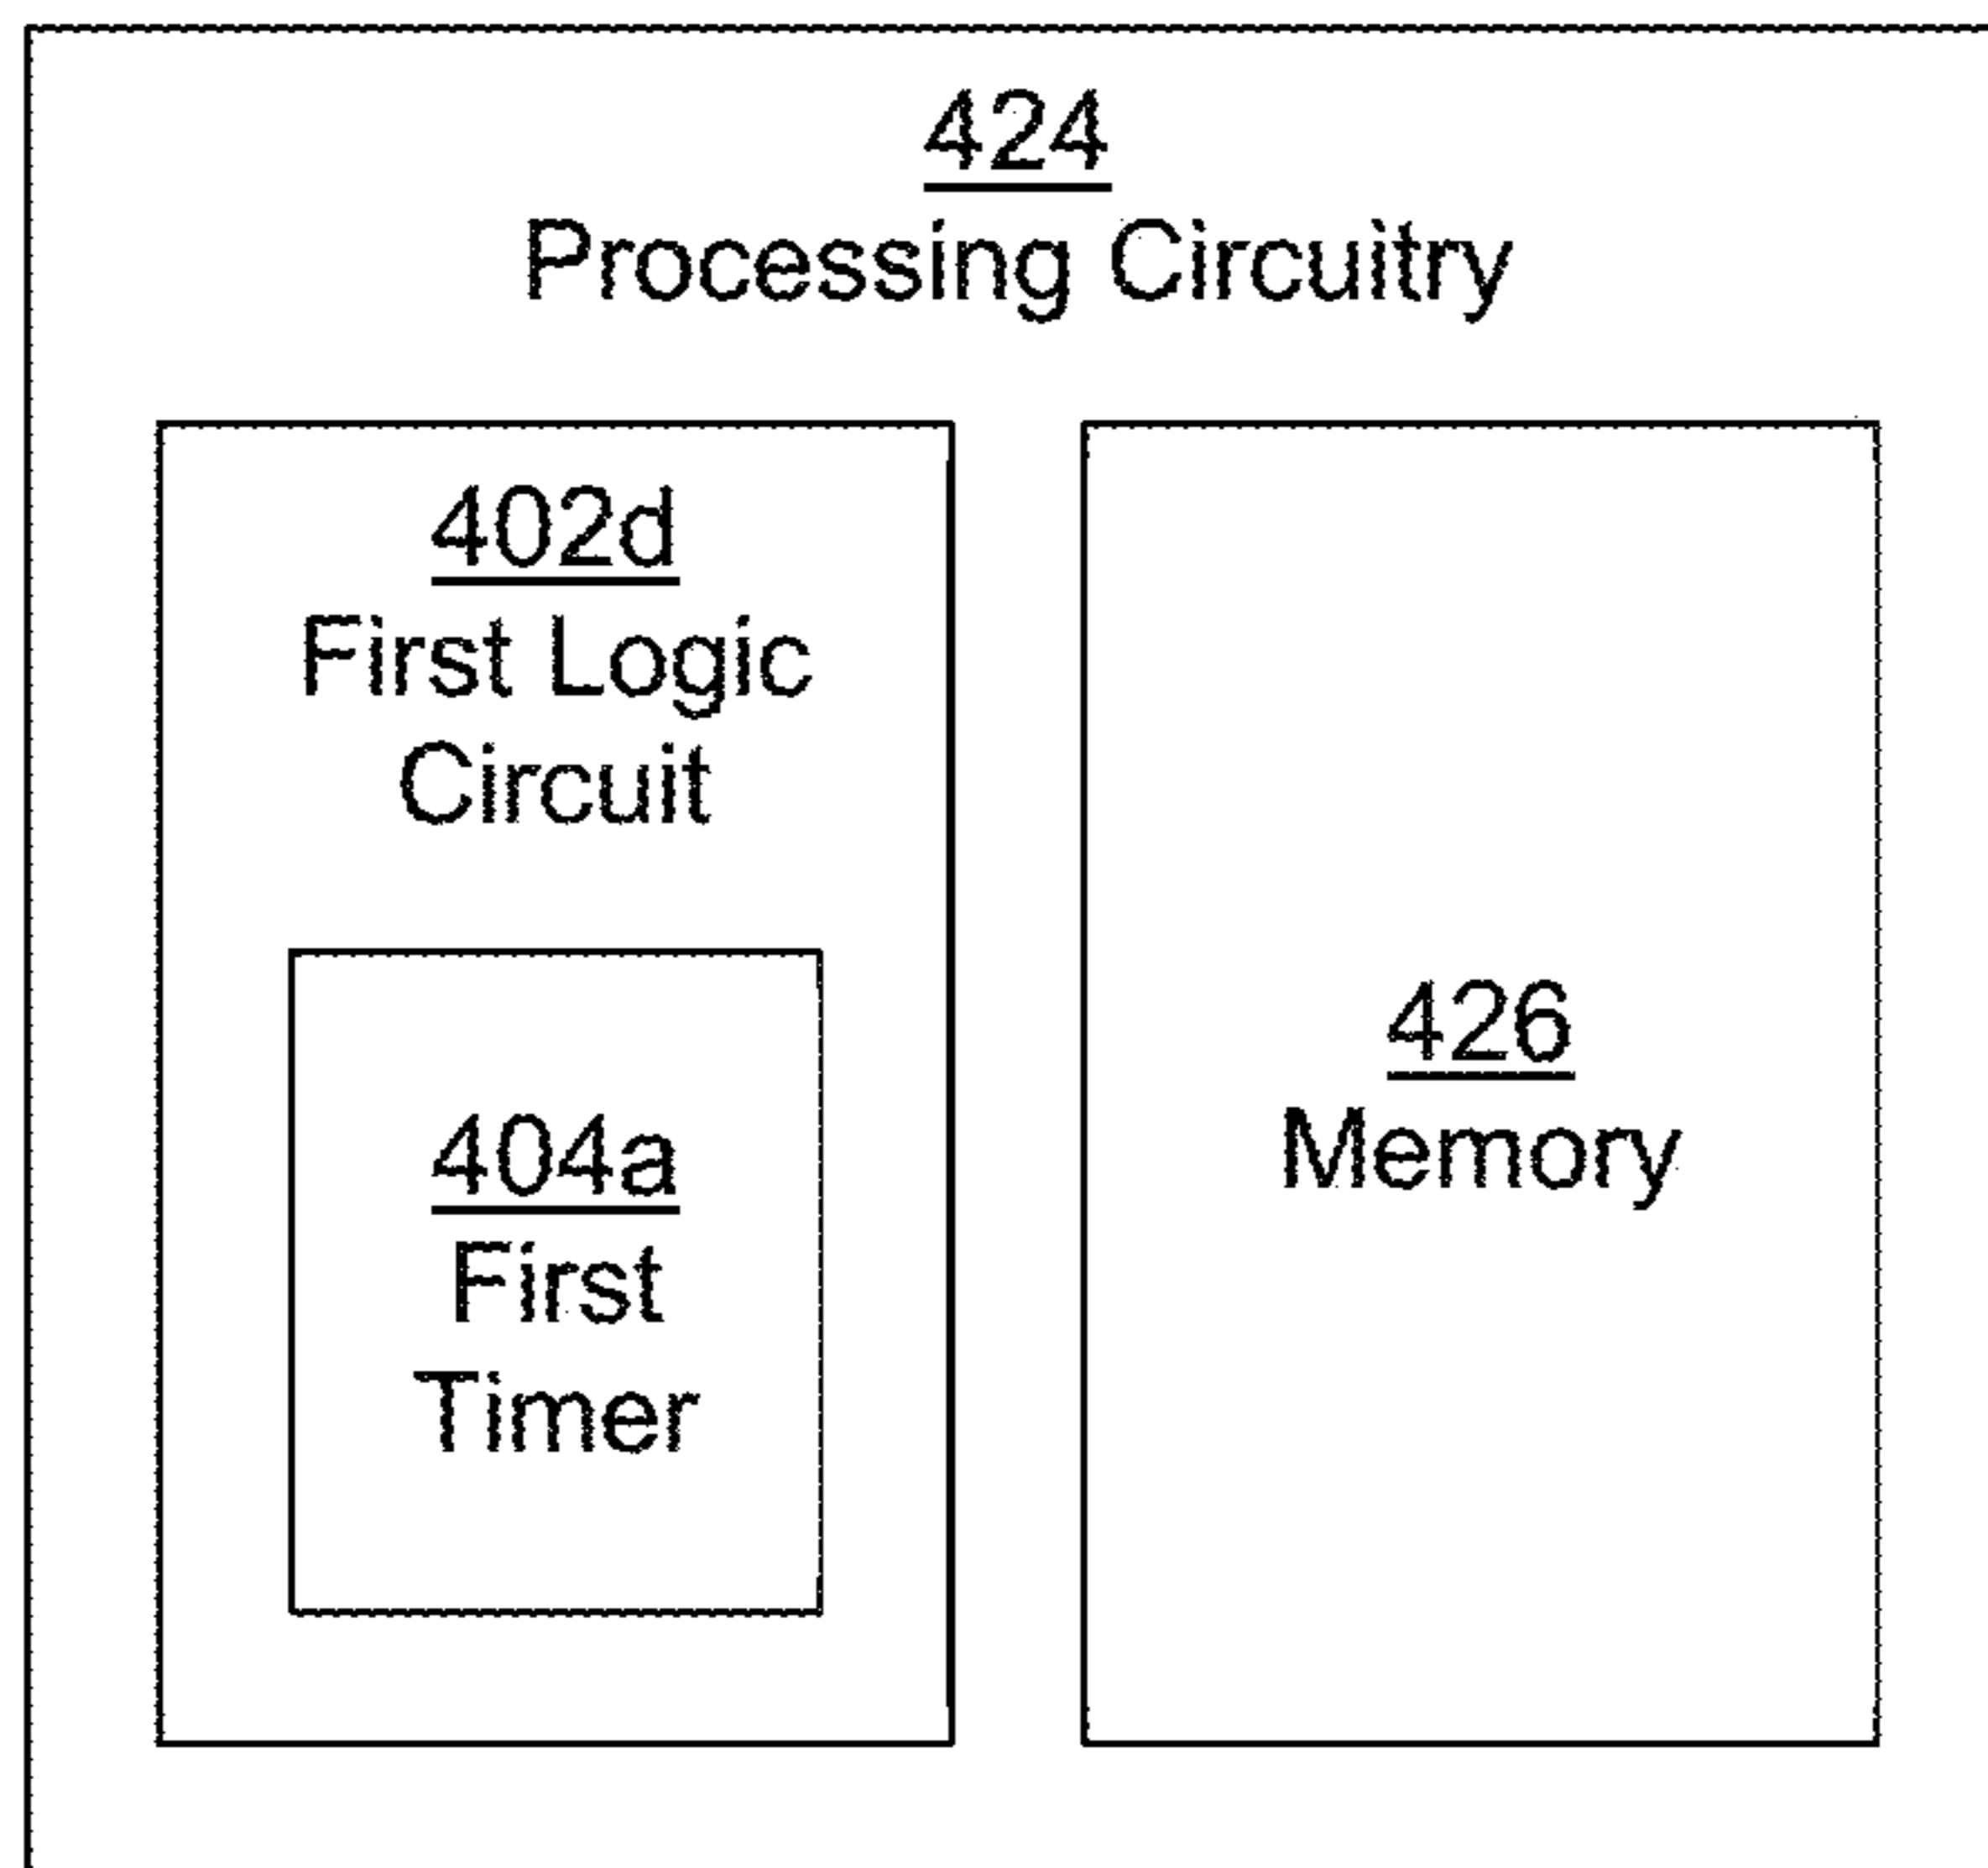 424
Processing Circuitry
402d
First Logic
Circuit
404a
First
Timer
426
Memory